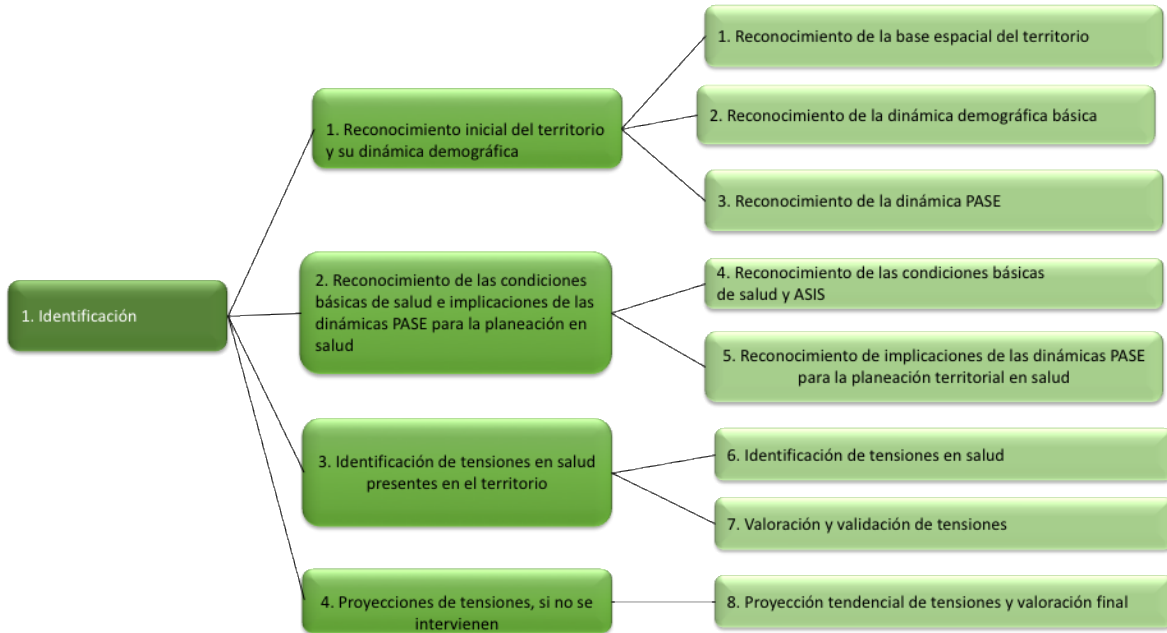 1. Identificación
1. Reconocimiento inicial del territorio
y su dinámica demográfica
1. Reconocimiento de la base espacial del territorio
2. Reconocimiento de la dinámica demográfica básica
3. Reconocimiento de la dinámica PASE
2. Reconocimiento de las condiciones
básicas de salud e implicaciones de las
dinámicas PASE para la planeación en
salud
4. Reconocimiento de las condiciones básicas
de salud y ASIS
5. Reconocimiento de implicaciones de las dinámicas PASE
para la planeación territorial en salud
3. Identificación de tensiones en salud
presentes en el territorio
6. Identificación de tensiones en salud
7. Valoración y validación de tensiones
4. Proyecciones de tensiones, si no se
intervienen
8. Proyección tendencial de tensiones y valoración final